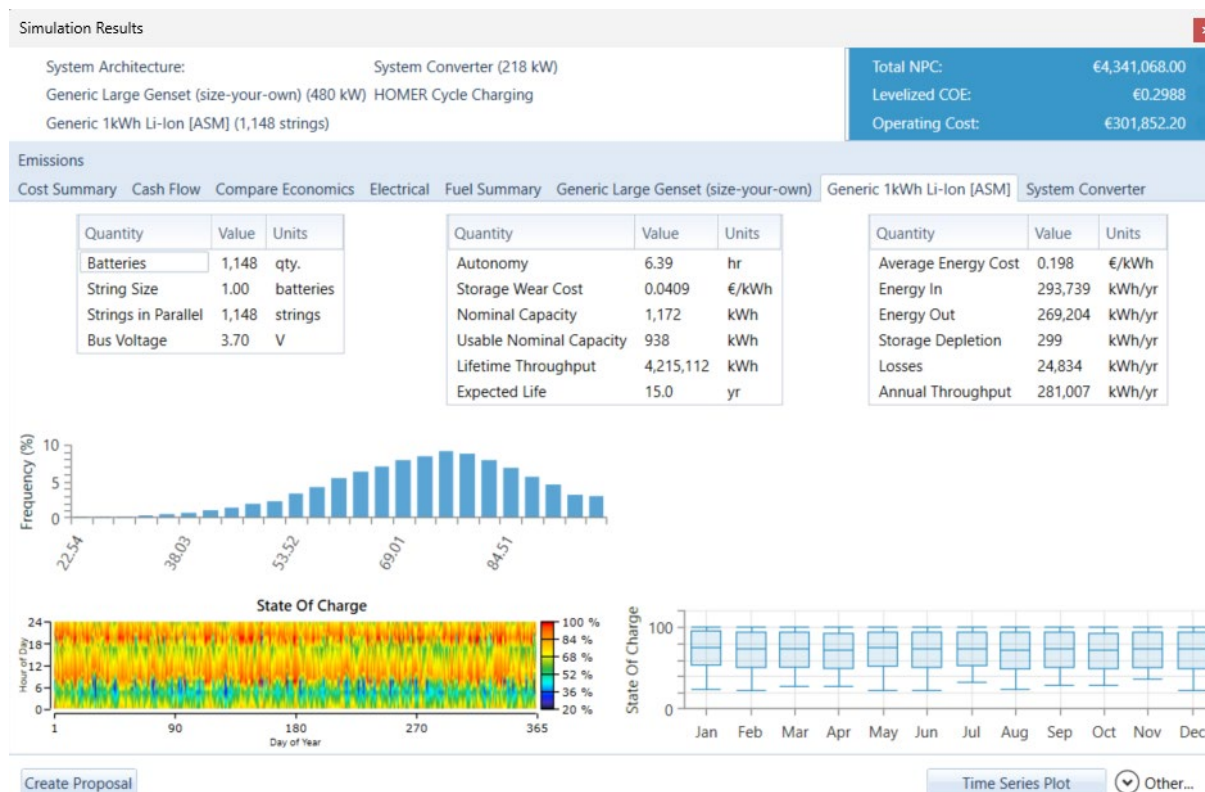 Simulation Results
System Architecture: System Converter (218 kW)
Generic Large Genset (size-your-own) (480 kW) HOMER Cycle Charging
Generic 1kWh Li-Ion [ASM] (1,148 strings)
Total NPC: €4,341,068.00
Levelized COE: €0.2988
Operating Cost: €301,852.20
Emissions
Cost Summary Cash Flow Compare Economics Electrical Fuel Summary Generic Large Genset (size-your-own) Generic 1kWh Li-Ion [ASM] System Converter
Quantity Value Units
Batteries 1,148 qty.
String Size 1.00 batteries
Strings in Parallel 1,148 strings
Bus Voltage 3.70 V
Quantity Value Units
Autonomy 6.39 hr
Storage Wear Cost 0.0409 €/kWh
Nominal Capacity 1,172 kWh
Usable Nominal Capacity 938 kWh
Lifetime Throughput 4,215,112 kWh
Expected Life 15.0 yr
Quantity Value Units
Average Energy Cost 0.198 €/kWh
Energy In 293,739 kWh/yr
Energy Out 269,204 kWh/yr
Storage Depletion 299 kWh/yr
Losses 24,834 kWh/yr
Annual Throughput 281,007 kWh/yr
Frequency (%)
10
5
0
22.54 38.03 53.52 69.01 84.51
State Of Charge
Hour of Day
24
18
12
6
0
1 90 180 270 365
Day of Year
100 %
84 %
68 %
52 %
36 %
20 %
State Of Charge
100
0
Jan Feb Mar Apr May Jun Jul Aug Sep Oct Nov Dec
Create Proposal Time Series Plot Other...